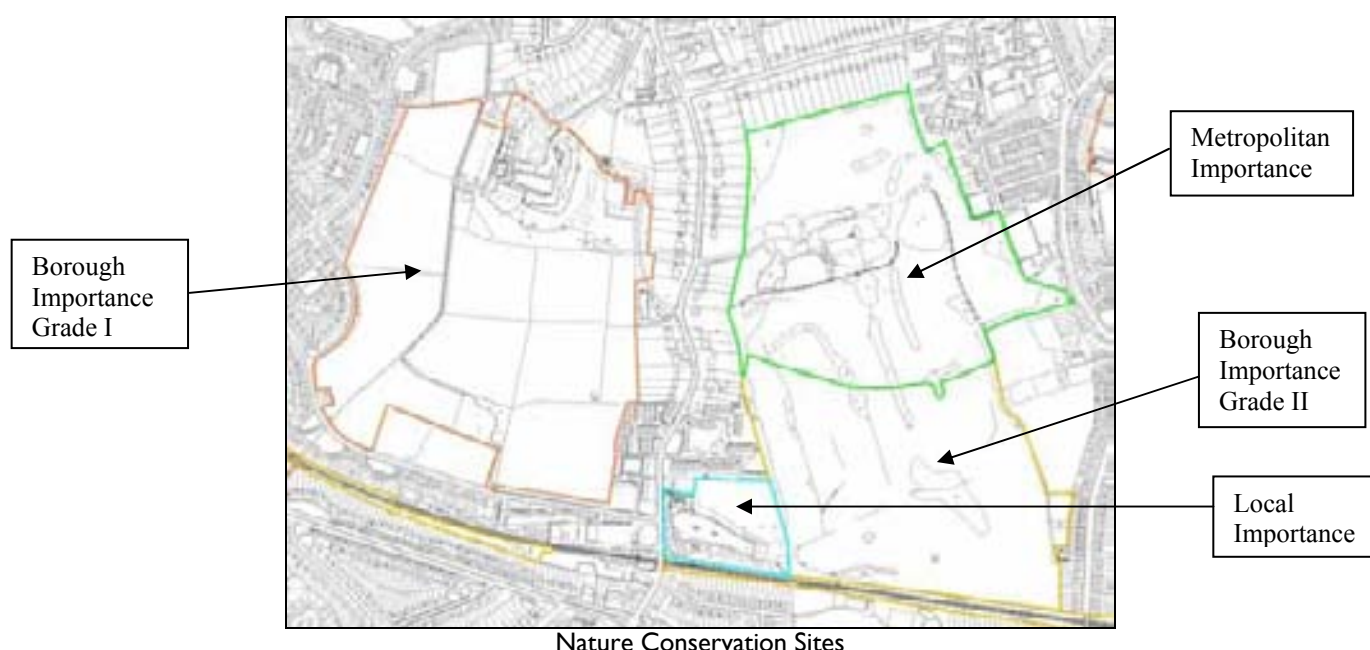 Metropolitan
Importance
Borough
Importance
Grade I
Borough
Importance
Grade II
Local
Importance
Nature Conservation Sites